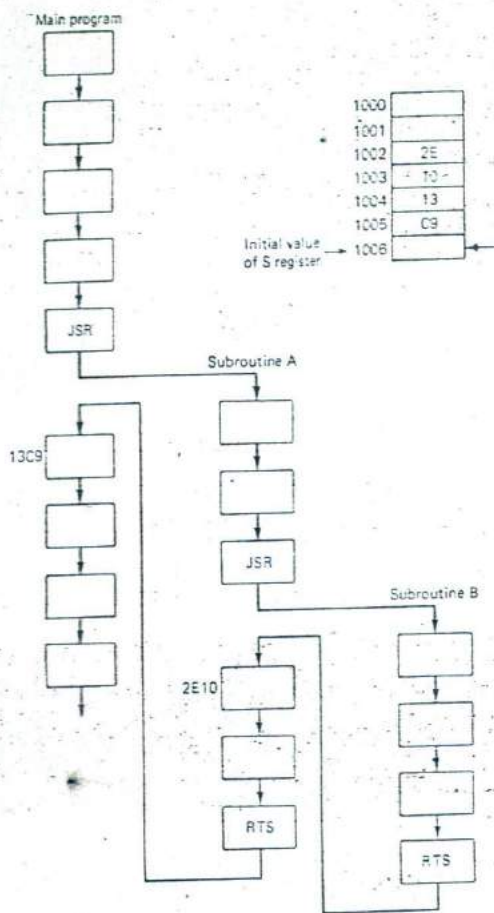 Main program
1000
1001
1002 2E
1003 10
1004 13
1005 C9
Initial value
of S register
1006
JSR
Subroutine A
13C9
JSR
Subroutine B
2E10
RTS
RTS